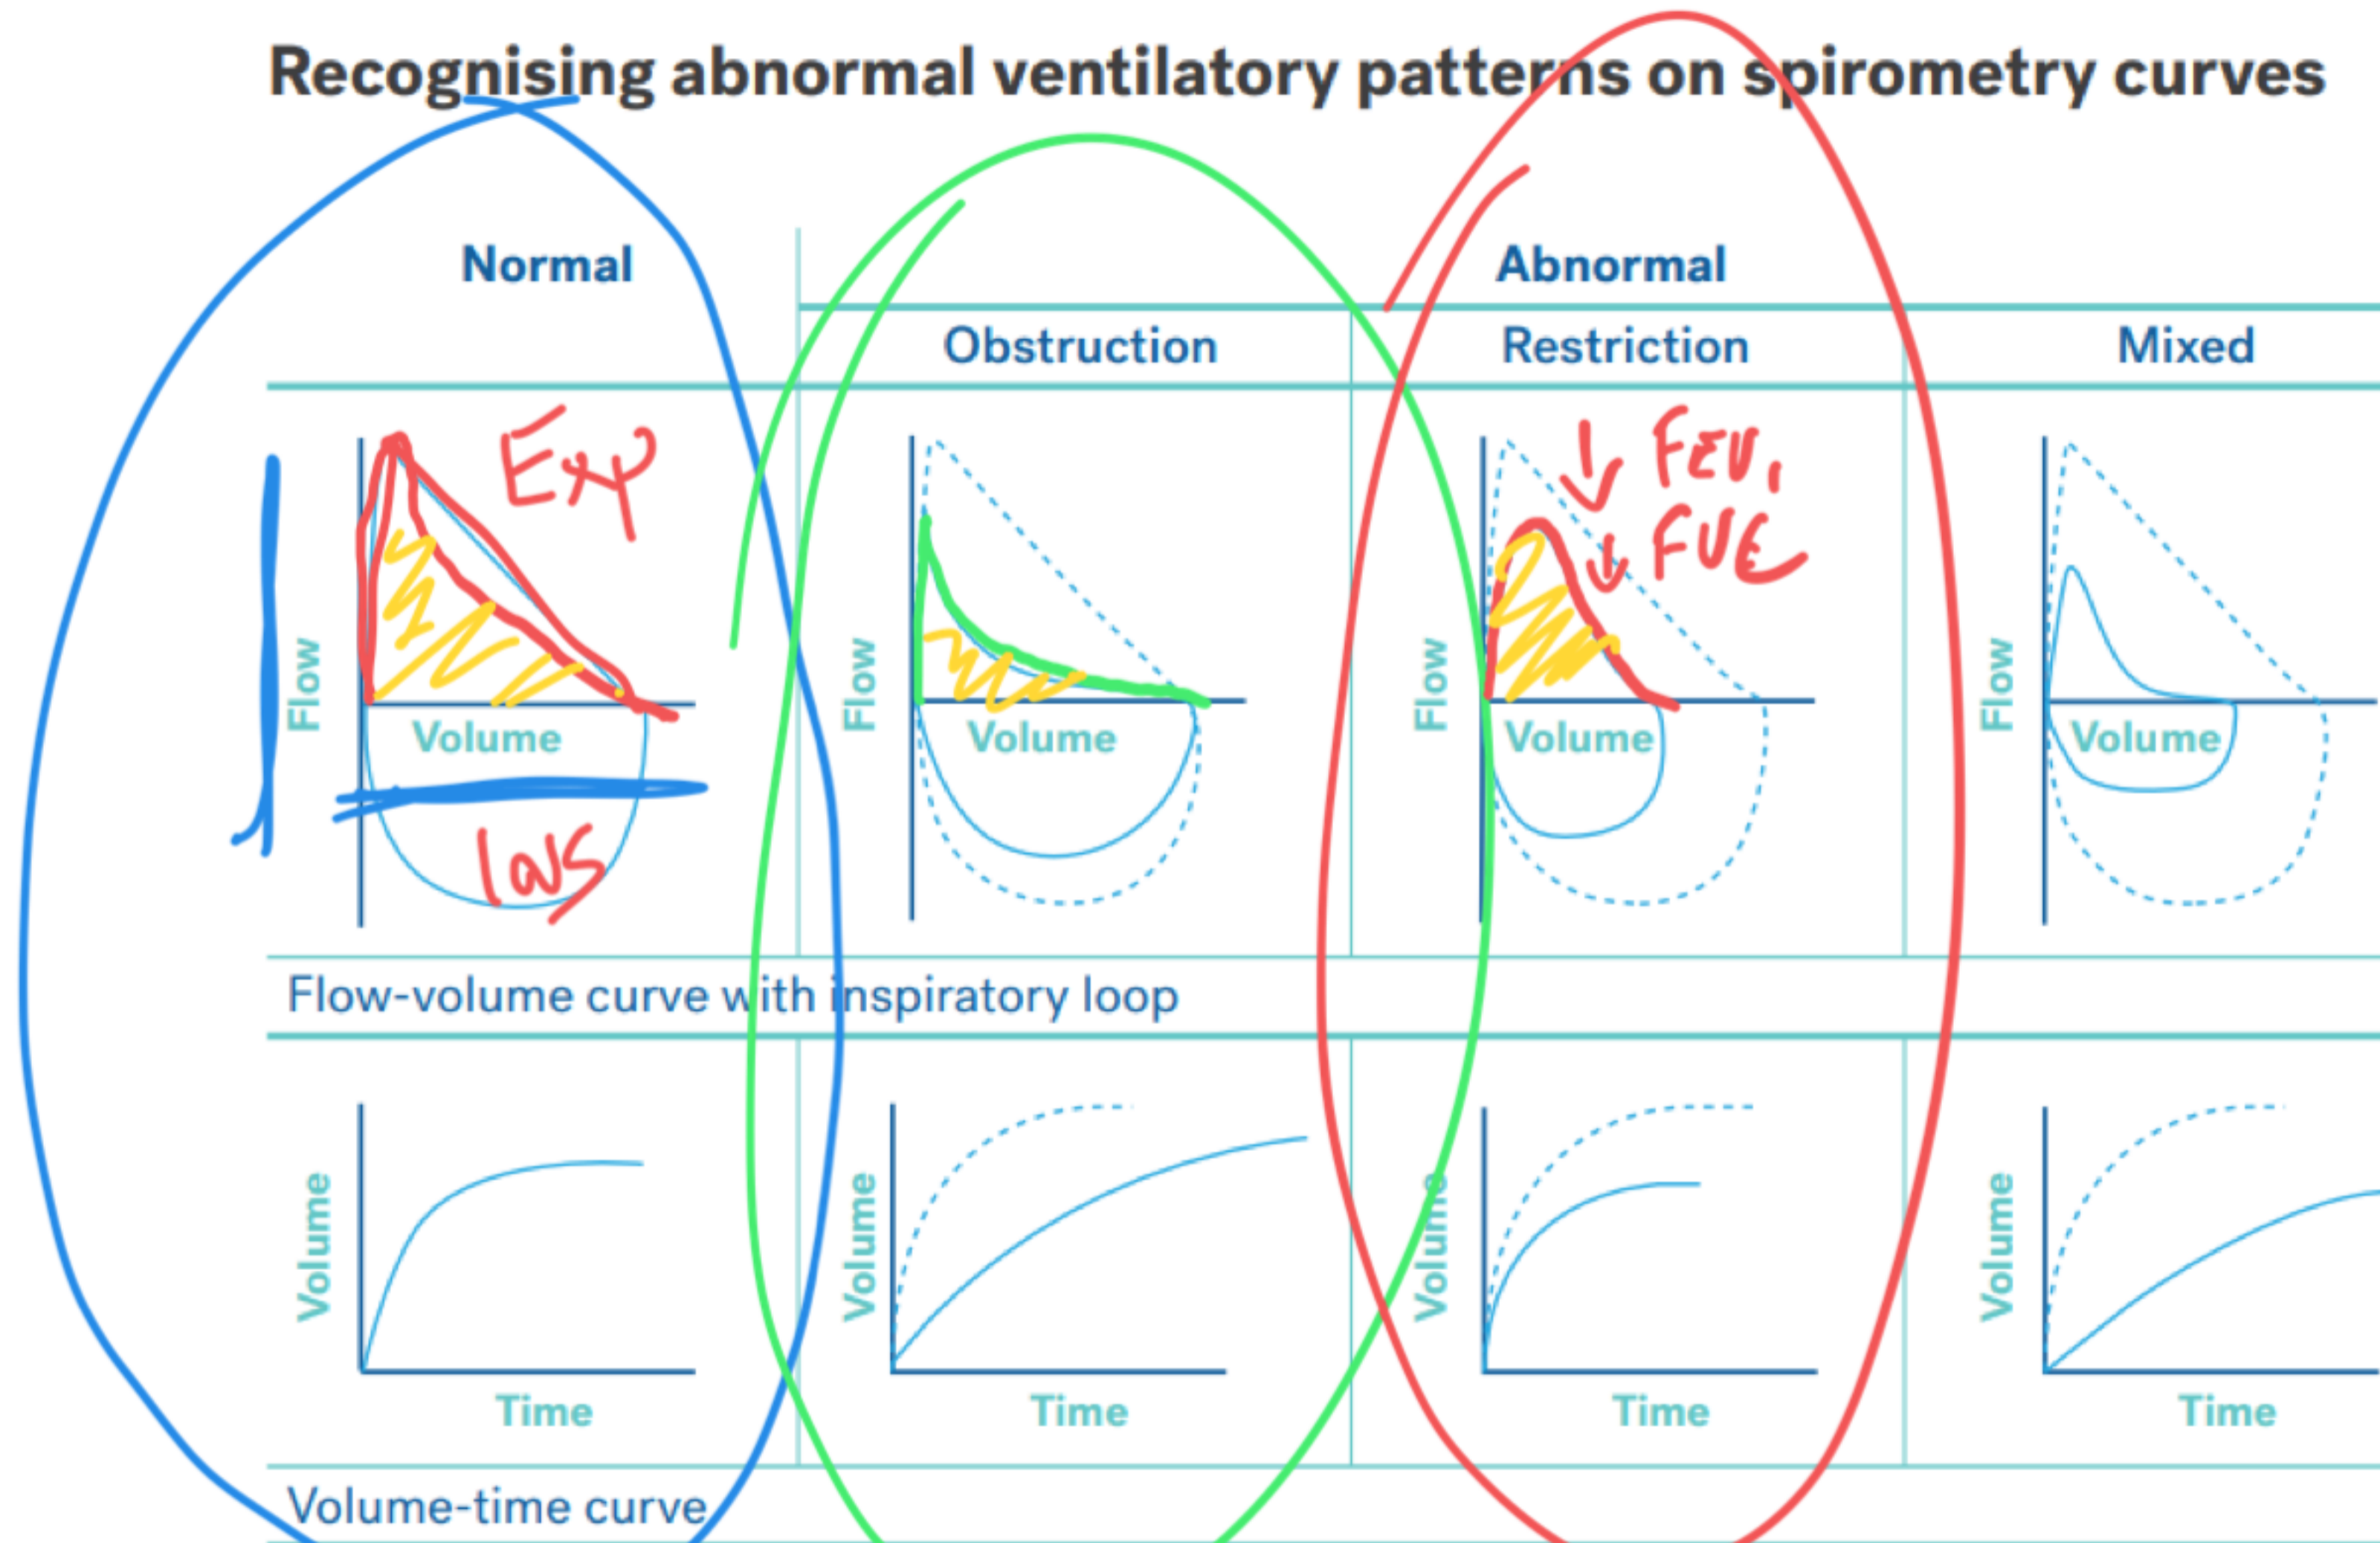 Recognising abnormal ventilatory patterns on spirometry curves
Normal
Abnormal
Obstruction
Restriction
Mixed
Exp
↓ FEV1
↓ FVC
Flow
Volume
Flow
Volume
Flow
Volume
Flow
Volume
Ins
Flow-volume curve with inspiratory loop
Volume
Time
Volume
Time
Volume
Time
Volume
Time
Volume-time curve